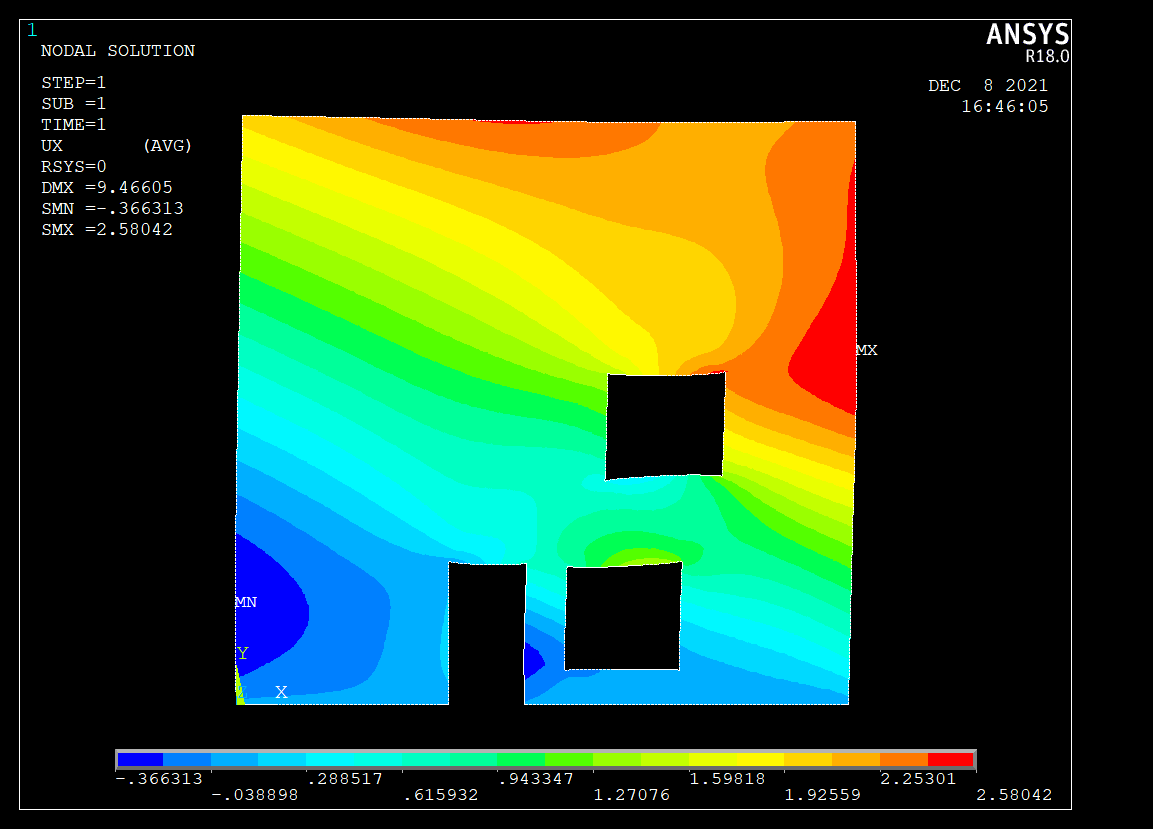 1
ANSYS
R18.0
NODAL SOLUTION
STEP=1
SUB =1
TIME=1
UX (AVG)
RSYS=0
DMX =9.46605
SMN =-.366313
SMX =2.58042
DEC 8 2021
16:46:05
MX
MN
Y
X
-.366313 .288517 .943347 1.59818 2.25301
-.038898 .615932 1.27076 1.92559 2.58042